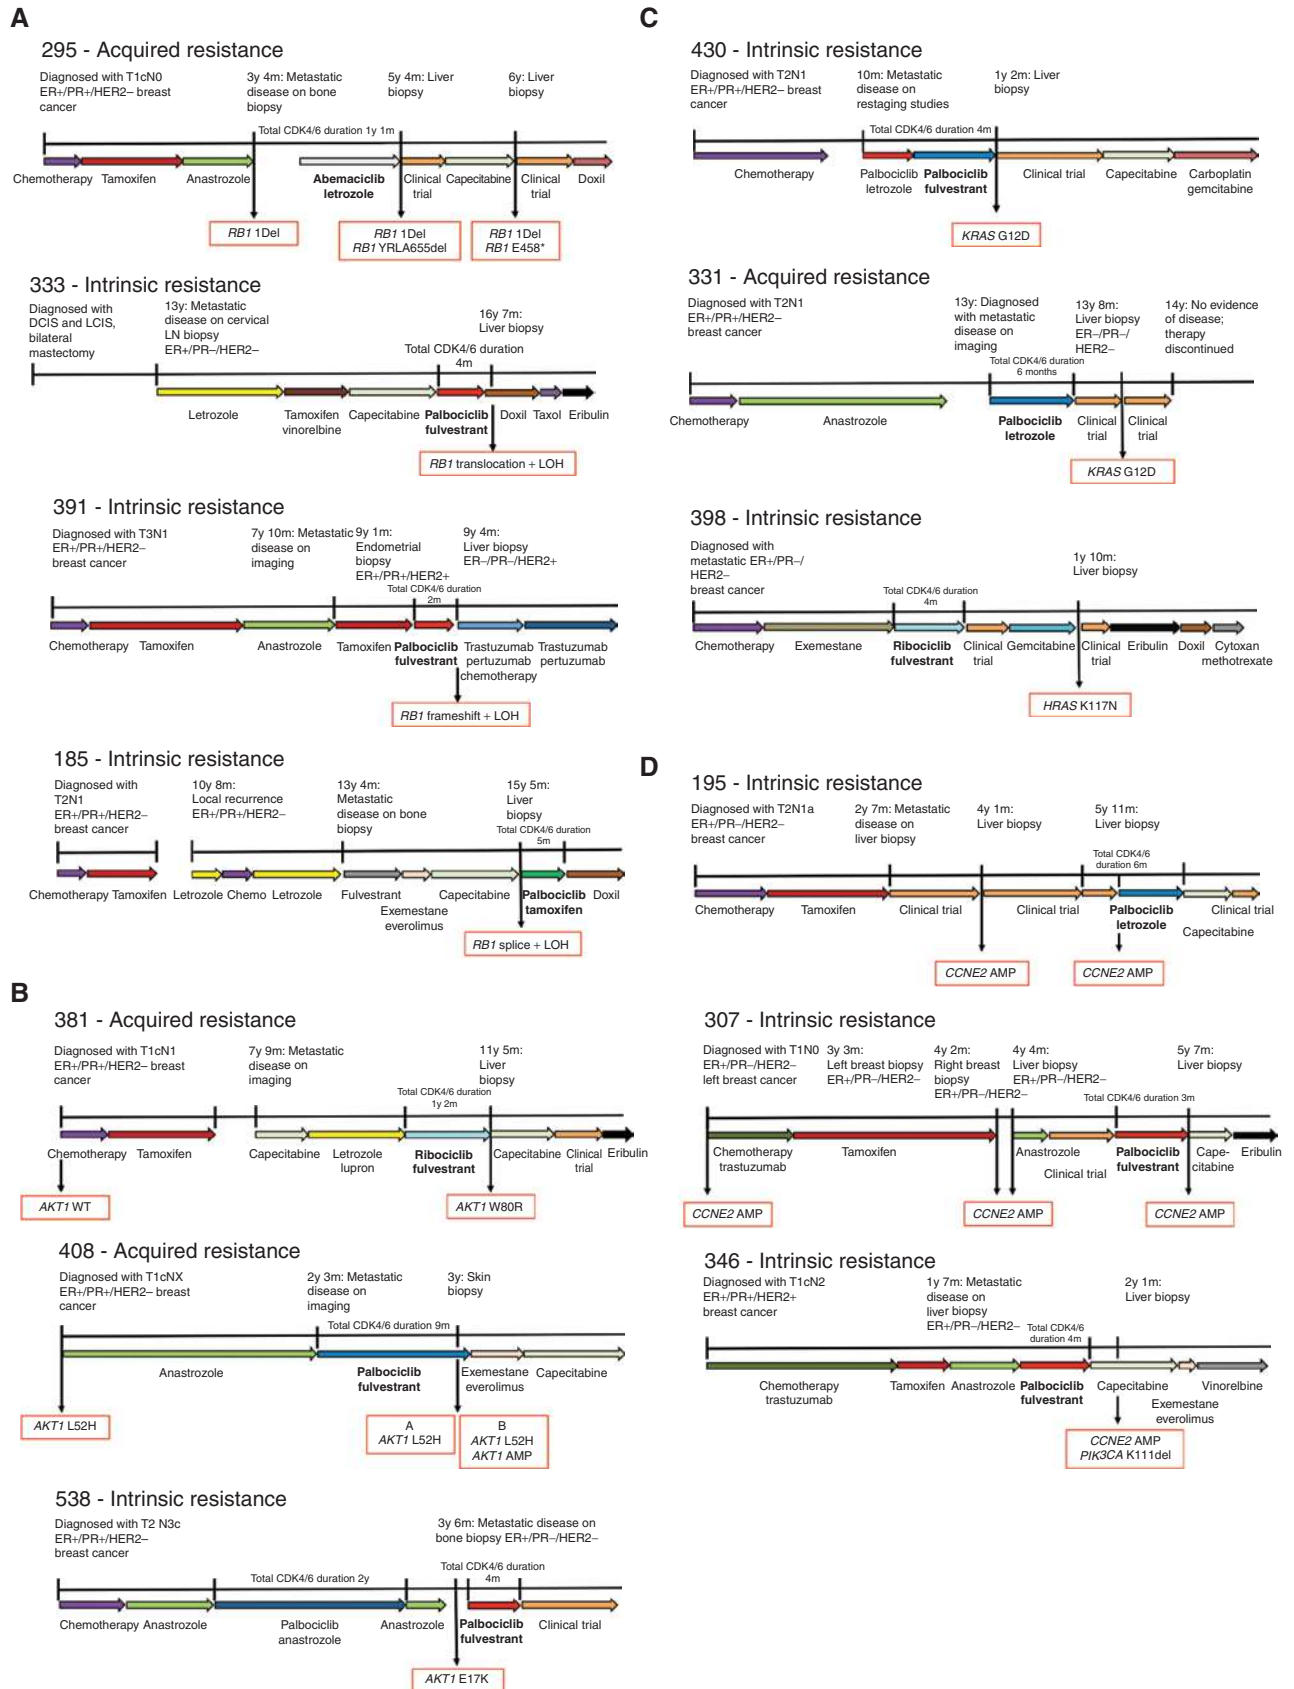 A
295 - Acquired resistance
Diagnosed with T1cN0
ER+/PR+/HER2– breast
cancer
3y 4m: Metastatic
disease on bone
biopsy
5y 4m: Liver
biopsy
6y: Liver
biopsy
Total CDK4/6 duration 1y 1m
Chemotherapy
Tamoxifen
Anastrozole
Abemaciclib
letrozole
Clinical
trial
Capecitabine
Clinical
trial
Doxil
RB1 1Del
RB1 1Del
RB1 YRLA655del
RB1 1Del
RB1 E458*
333 - Intrinsic resistance
Diagnosed with
DCIS and LCIS,
bilateral
mastectomy
13y: Metastatic
disease on cervical
LN biopsy
ER+/PR–/HER2–
16y 7m:
Liver biopsy
Total CDK4/6 duration
4m
Letrozole
Tamoxifen
vinorelbine
Capecitabine
Palbociclib
fulvestrant
Doxil
Taxol
Eribulin
RB1 translocation + LOH
391 - Intrinsic resistance
Diagnosed with T3N1
ER+/PR+/HER2–
breast cancer
7y 10m: Metastatic
disease on
imaging
9y 1m:
Endometrial
biopsy
ER+/PR+/HER2+
9y 4m:
Liver biopsy
ER–/PR–/HER2+
Total CDK4/6 duration
2m
Chemotherapy
Tamoxifen
Anastrozole
Tamoxifen
Palbociclib
fulvestrant
Trastuzumab
pertuzumab
chemotherapy
Trastuzumab
pertuzumab
RB1 frameshift + LOH
185 - Intrinsic resistance
Diagnosed with
T2N1
ER+/PR+/HER2–
breast cancer
10y 8m:
Local recurrence
ER+/PR+/HER2–
13y 4m:
Metastatic
disease on bone
biopsy
15y 5m:
Liver
biopsy
Total CDK4/6 duration
5m
Chemotherapy
Tamoxifen
Letrozole
Chemo
Letrozole
Fulvestrant
Exemestane
everolimus
Capecitabine
Palbociclib
tamoxifen
Doxil
RB1 splice + LOH
B
381 - Acquired resistance
Diagnosed with T1cN1
ER+/PR+/HER2– breast
cancer
7y 9m: Metastatic
disease on
imaging
11y 5m:
Liver
biopsy
Total CDK4/6 duration
1y 2m
Chemotherapy
Tamoxifen
Capecitabine
Letrozole
lupron
Ribociclib
fulvestrant
Capecitabine
Clinical
trial
Eribulin
AKT1 WT
AKT1 W80R
408 - Acquired resistance
Diagnosed with T1cNX
ER+/PR+/HER2– breast
cancer
2y 3m: Metastatic
disease on
imaging
3y: Skin
biopsy
Total CDK4/6 duration 9m
Anastrozole
Palbociclib
fulvestrant
Exemestane
everolimus
Capecitabine
AKT1 L52H
A
AKT1 L52H
B
AKT1 L52H
AKT1 AMP
538 - Intrinsic resistance
Diagnosed with T2 N3c
ER+/PR+/HER2–
breast cancer
3y 6m: Metastatic disease on
bone biopsy ER+/PR–/HER2–
Total CDK4/6 duration 2y
Total CDK4/6 duration
4m
Chemotherapy
Anastrozole
Palbociclib
anastrozole
Anastrozole
Palbociclib
fulvestrant
Clinical trial
AKT1 E17K
C
430 - Intrinsic resistance
Diagnosed with T2N1
ER+/PR+/HER2– breast
cancer
10m: Metastatic
disease on
restaging studies
1y 2m: Liver
biopsy
Total CDK4/6 duration 4m
Chemotherapy
Palbociclib
letrozole
Palbociclib
fulvestrant
Clinical trial
Capecitabine
Carboplatin
gemcitabine
KRAS G12D
331 - Acquired resistance
Diagnosed with T2N1
ER+/PR+/HER2–
breast cancer
13y: Diagnosed
with metastatic
disease on
imaging
13y 8m:
Liver biopsy
ER–/PR–/
HER2–
14y: No evidence
of disease;
therapy
discontinued
Total CDK4/6 duration
6 months
Chemotherapy
Anastrozole
Palbociclib
letrozole
Clinical
trial
Clinical
trial
KRAS G12D
398 - Intrinsic resistance
Diagnosed with
metastatic ER+/PR–/
HER2–
breast cancer
1y 10m:
Liver biopsy
Total CDK4/6 duration
4m
Chemotherapy
Exemestane
Ribociclib
fulvestrant
Clinical
trial
Gemcitabine
Clinical
trial
Eribulin
Doxil
Cytoxan
methotrexate
HRAS K117N
D
195 - Intrinsic resistance
Diagnosed with T2N1a
ER+/PR–/HER2–
breast cancer
2y 7m: Metastatic
disease on
liver biopsy
4y 1m:
Liver biopsy
5y 11m:
Liver biopsy
Total CDK4/6
duration 6m
Chemotherapy
Tamoxifen
Clinical trial
Clinical trial
Palbociclib
letrozole
Capecitabine
Clinical trial
CCNE2 AMP
CCNE2 AMP
307 - Intrinsic resistance
Diagnosed with T1N0
ER+/PR–/HER2–
left breast cancer
3y 3m:
Left breast biopsy
ER+/PR–/HER2–
4y 2m:
Right breast
biopsy
ER+/PR–/HER2–
4y 4m:
Liver biopsy
ER+/PR–/HER2–
5y 7m:
Liver biopsy
Total CDK4/6 duration 3m
Chemotherapy
trastuzumab
Tamoxifen
Anastrozole
Clinical trial
Palbociclib
fulvestrant
Cape-
citabine
Eribulin
CCNE2 AMP
CCNE2 AMP
CCNE2 AMP
346 - Intrinsic resistance
Diagnosed with T1cN2
ER+/PR+/HER2+
breast cancer
1y 7m: Metastatic
disease on
liver biopsy
ER+/PR–/HER2–
2y 1m:
Liver biopsy
Total CDK4/6
duration 4m
Chemotherapy
trastuzumab
Tamoxifen
Anastrozole
Palbociclib
fulvestrant
Capecitabine
Exemestane
everolimus
Vinorelbine
CCNE2 AMP
PIK3CA K111del